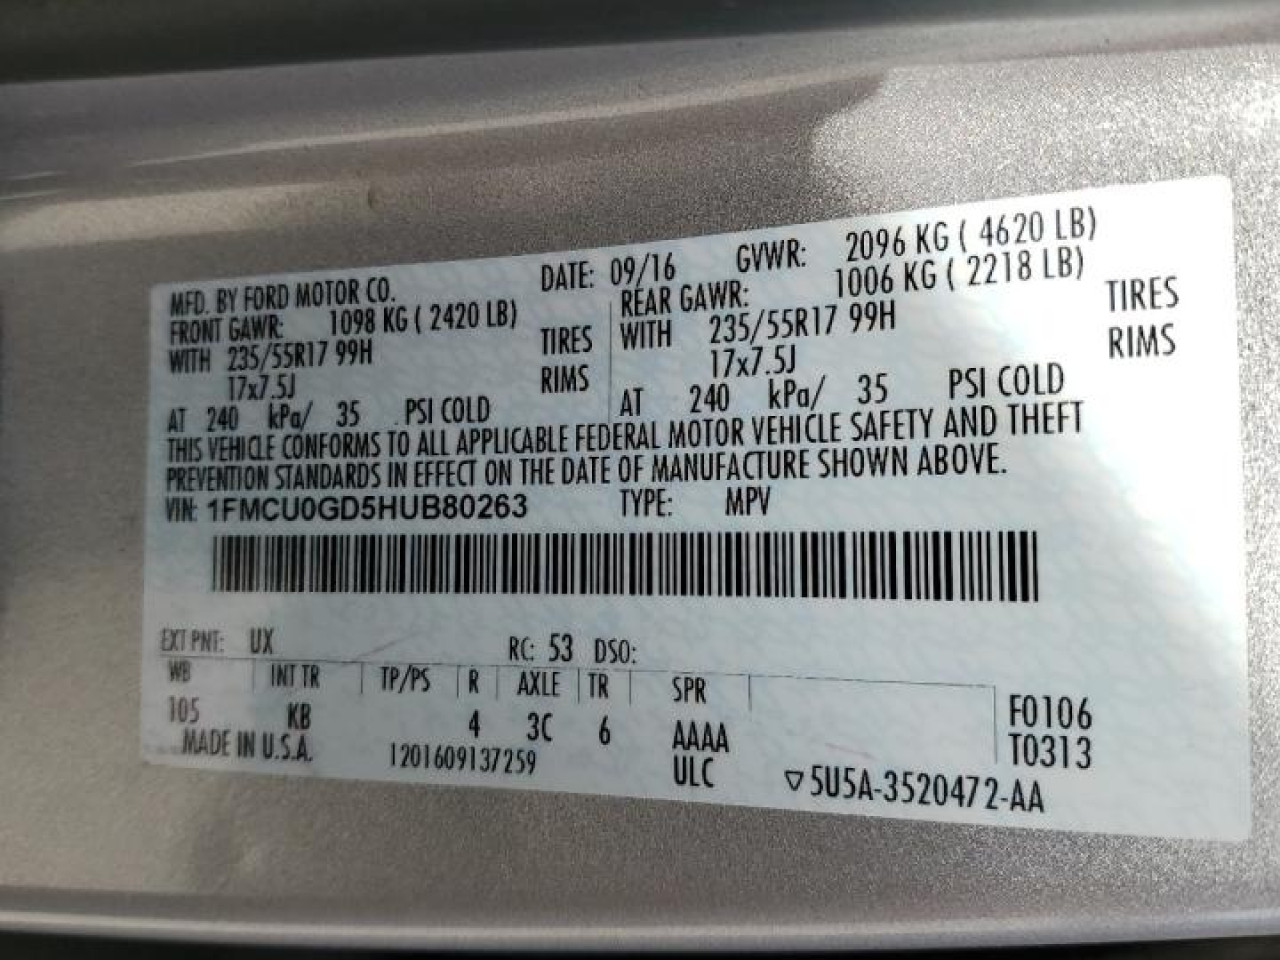 MFD. BY FORD MOTOR CO. DATE: 09/16 GVWR: 2096 KG ( 4620 LB)
FRONT GAWR: 1098 KG ( 2420 LB) REAR GAWR: 1006 KG ( 2218 LB)
WITH 235/55R17 99H TIRES WITH 235/55R17 99H TIRES
17x7.5J RIMS 17x7.5J RIMS
AT 240 kPa/ 35 PSI COLD AT 240 kPa/ 35 PSI COLD
THIS VEHICLE CONFORMS TO ALL APPLICABLE FEDERAL MOTOR VEHICLE SAFETY AND THEFT
PREVENTION STANDARDS IN EFFECT ON THE DATE OF MANUFACTURE SHOWN ABOVE.
VIN: 1FMCU0GD5HUB80263 TYPE: MPV
EXT PNT: UX RC: 53 DSO:
WB INT TR TP/PS R AXLE TR SPR F0106
105 KB 4 3C 6 AAAA T0313
MADE IN U.S.A. 1201609137259 ULC ▽5U5A-3520472-AA